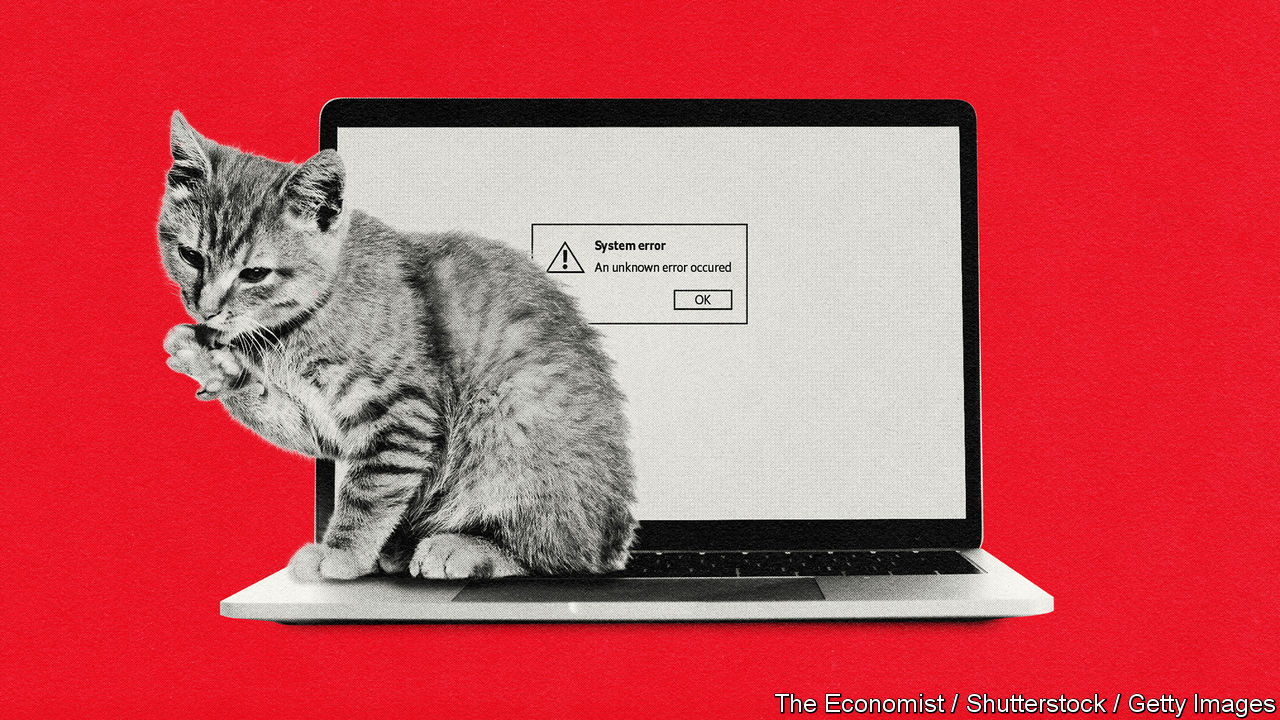 System error
An unknown error occured
OK
The Economist / Shutterstock / Getty Images